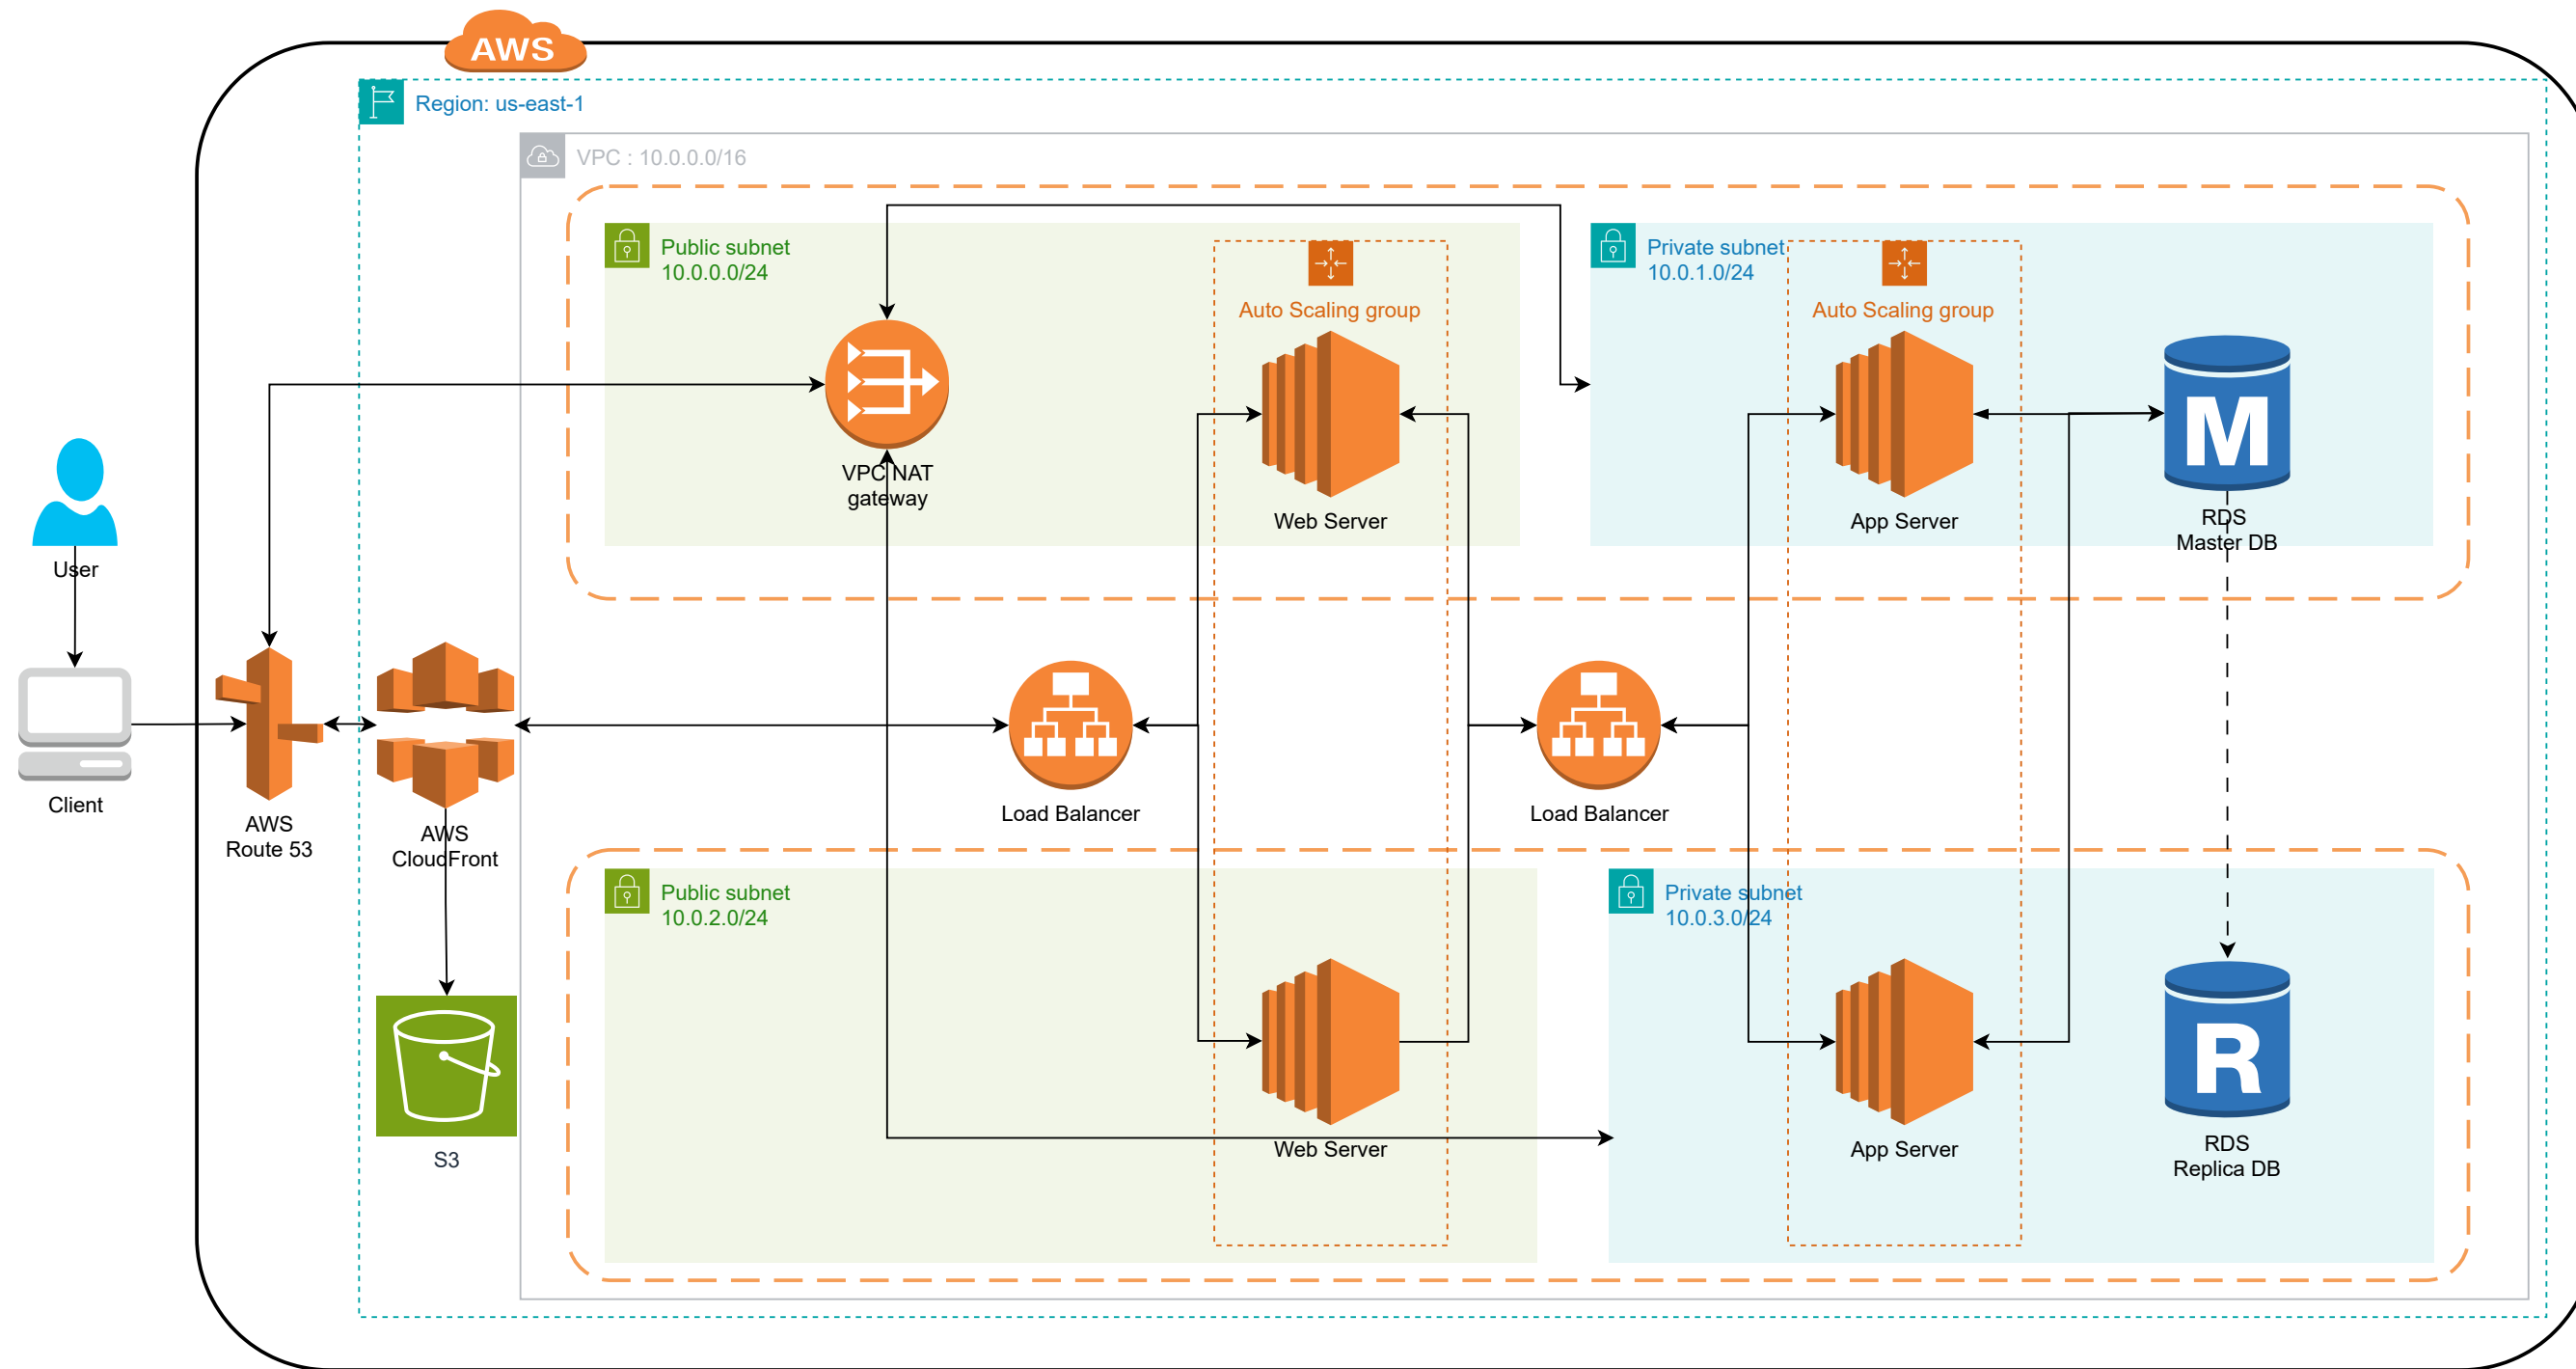 AWS
Region: us-east-1
VPC : 10.0.0.0/16
Public subnet
10.0.0.0/24
Auto Scaling group
Private subnet
10.0.1.0/24
Auto Scaling group
VPC NAT
gateway
Web Server
App Server
M
RDS
Master DB
User
Client
AWS
Route 53
AWS
CloudFront
Load Balancer
Load Balancer
Public subnet
10.0.2.0/24
Private subnet
10.0.3.0/24
S3
Web Server
App Server
R
RDS
Replica DB